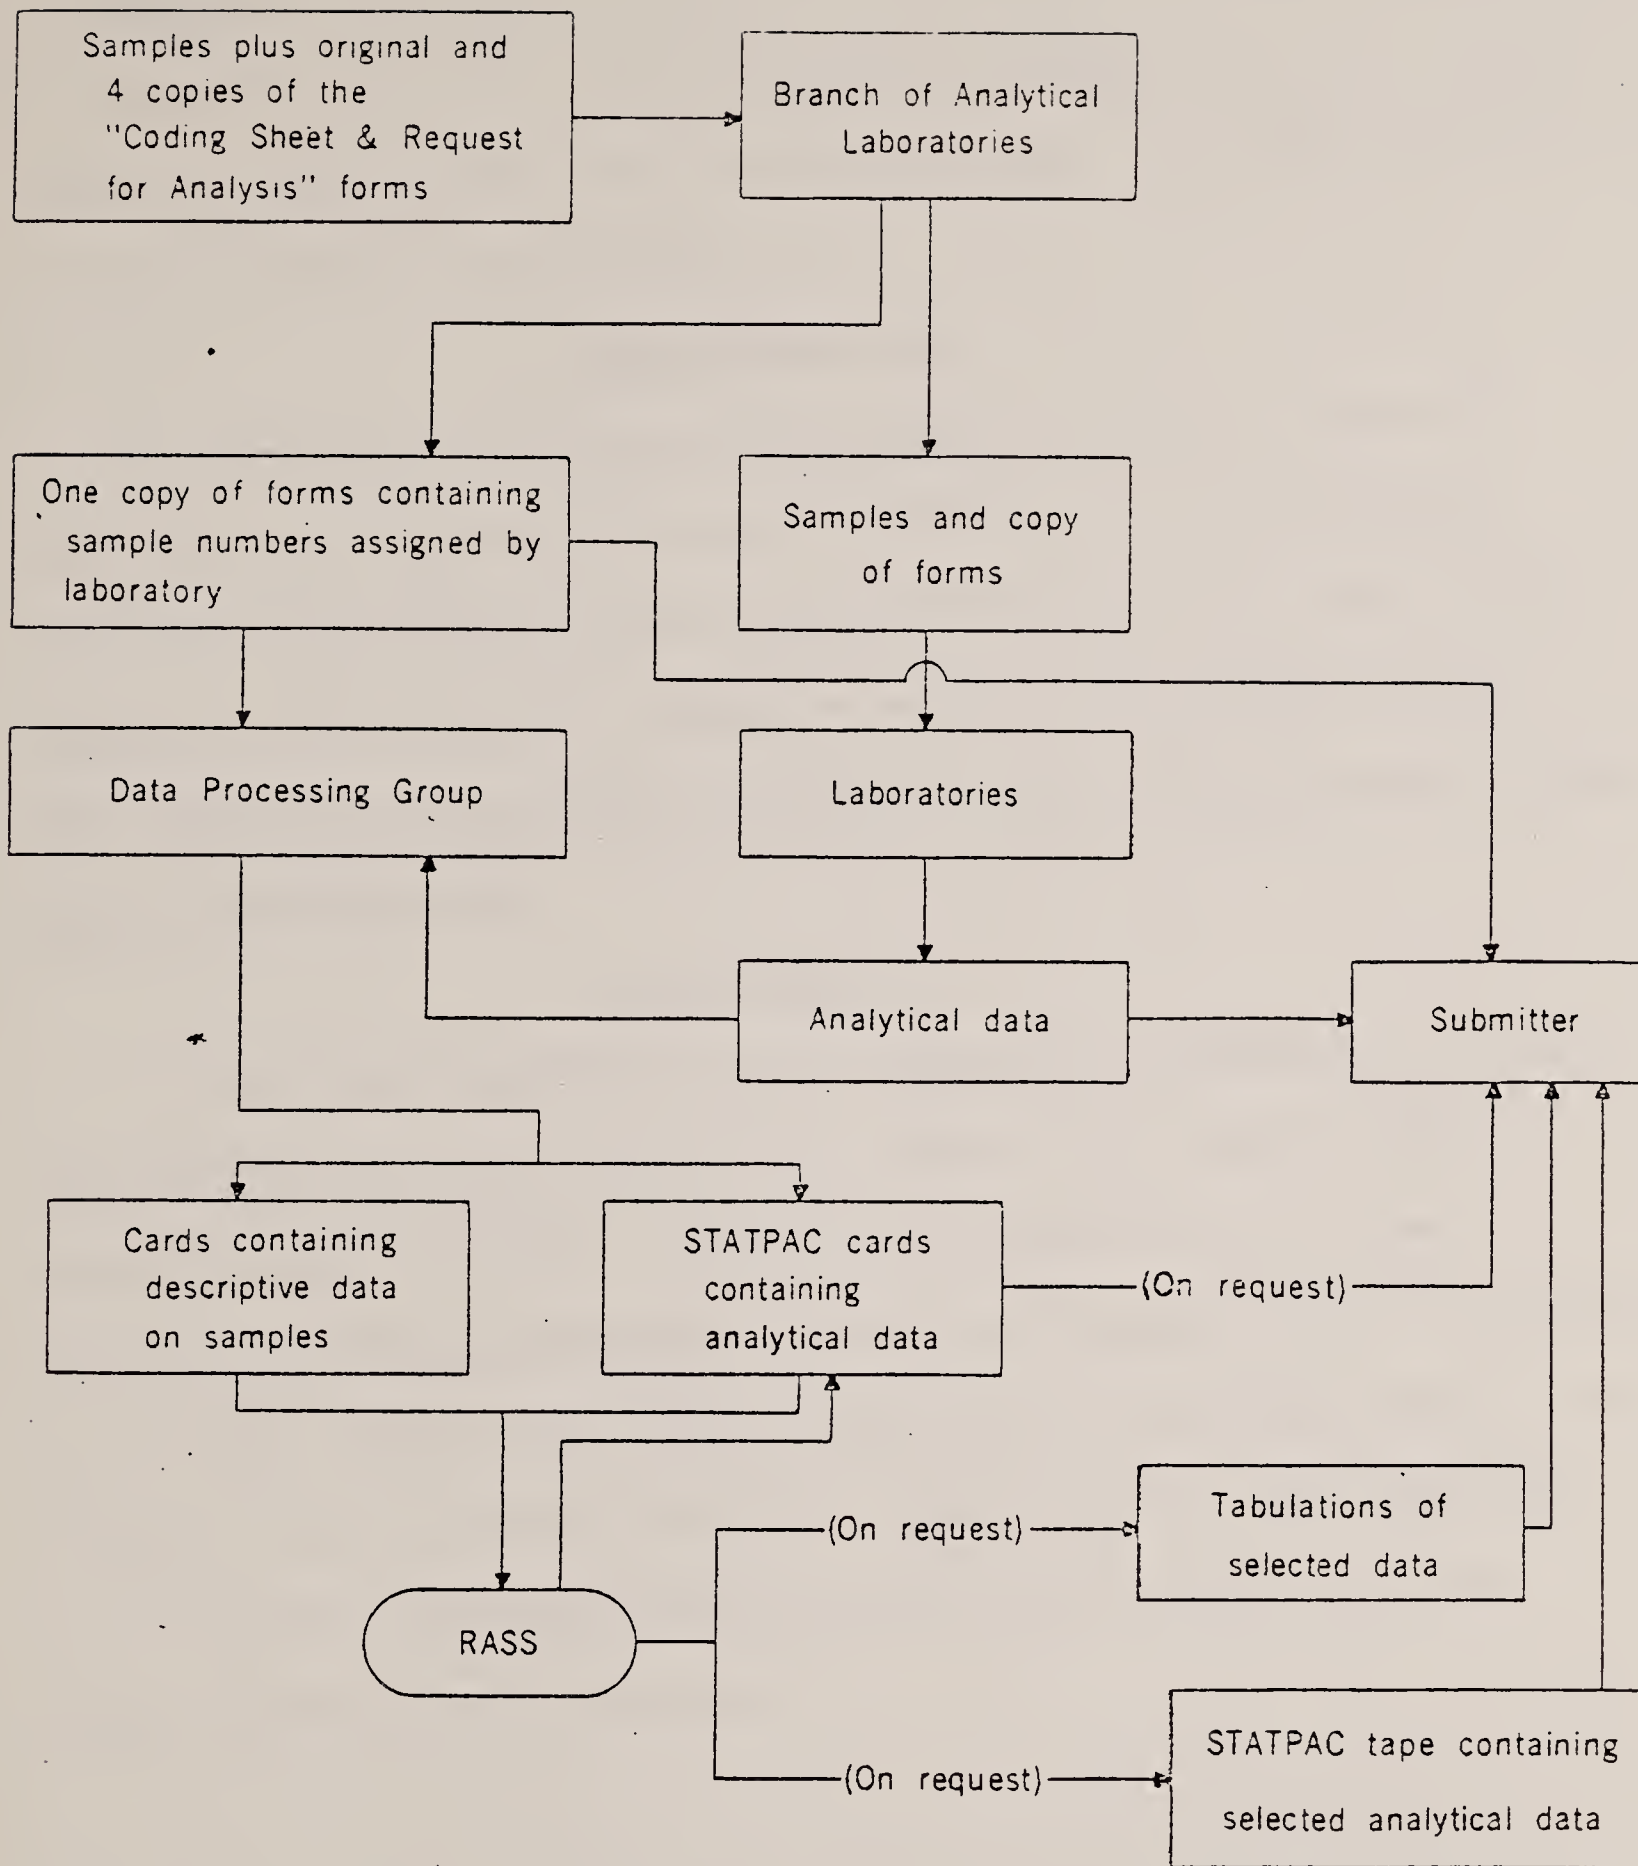 Samples plus original and
4 copies of the
"Coding Sheet & Request
for Analysis" forms
Branch of Analytical
Laboratories
One copy of forms containing
sample numbers assigned by
laboratory
Samples and copy
of forms
Data Processing Group
Laboratories
Analytical data
Submitter
Cards containing
descriptive data
on samples
STATPAC cards
containing
analytical data
(On request)
(On request)
Tabulations of
selected data
RASS
(On request)
STATPAC tape containing
selected analytical data